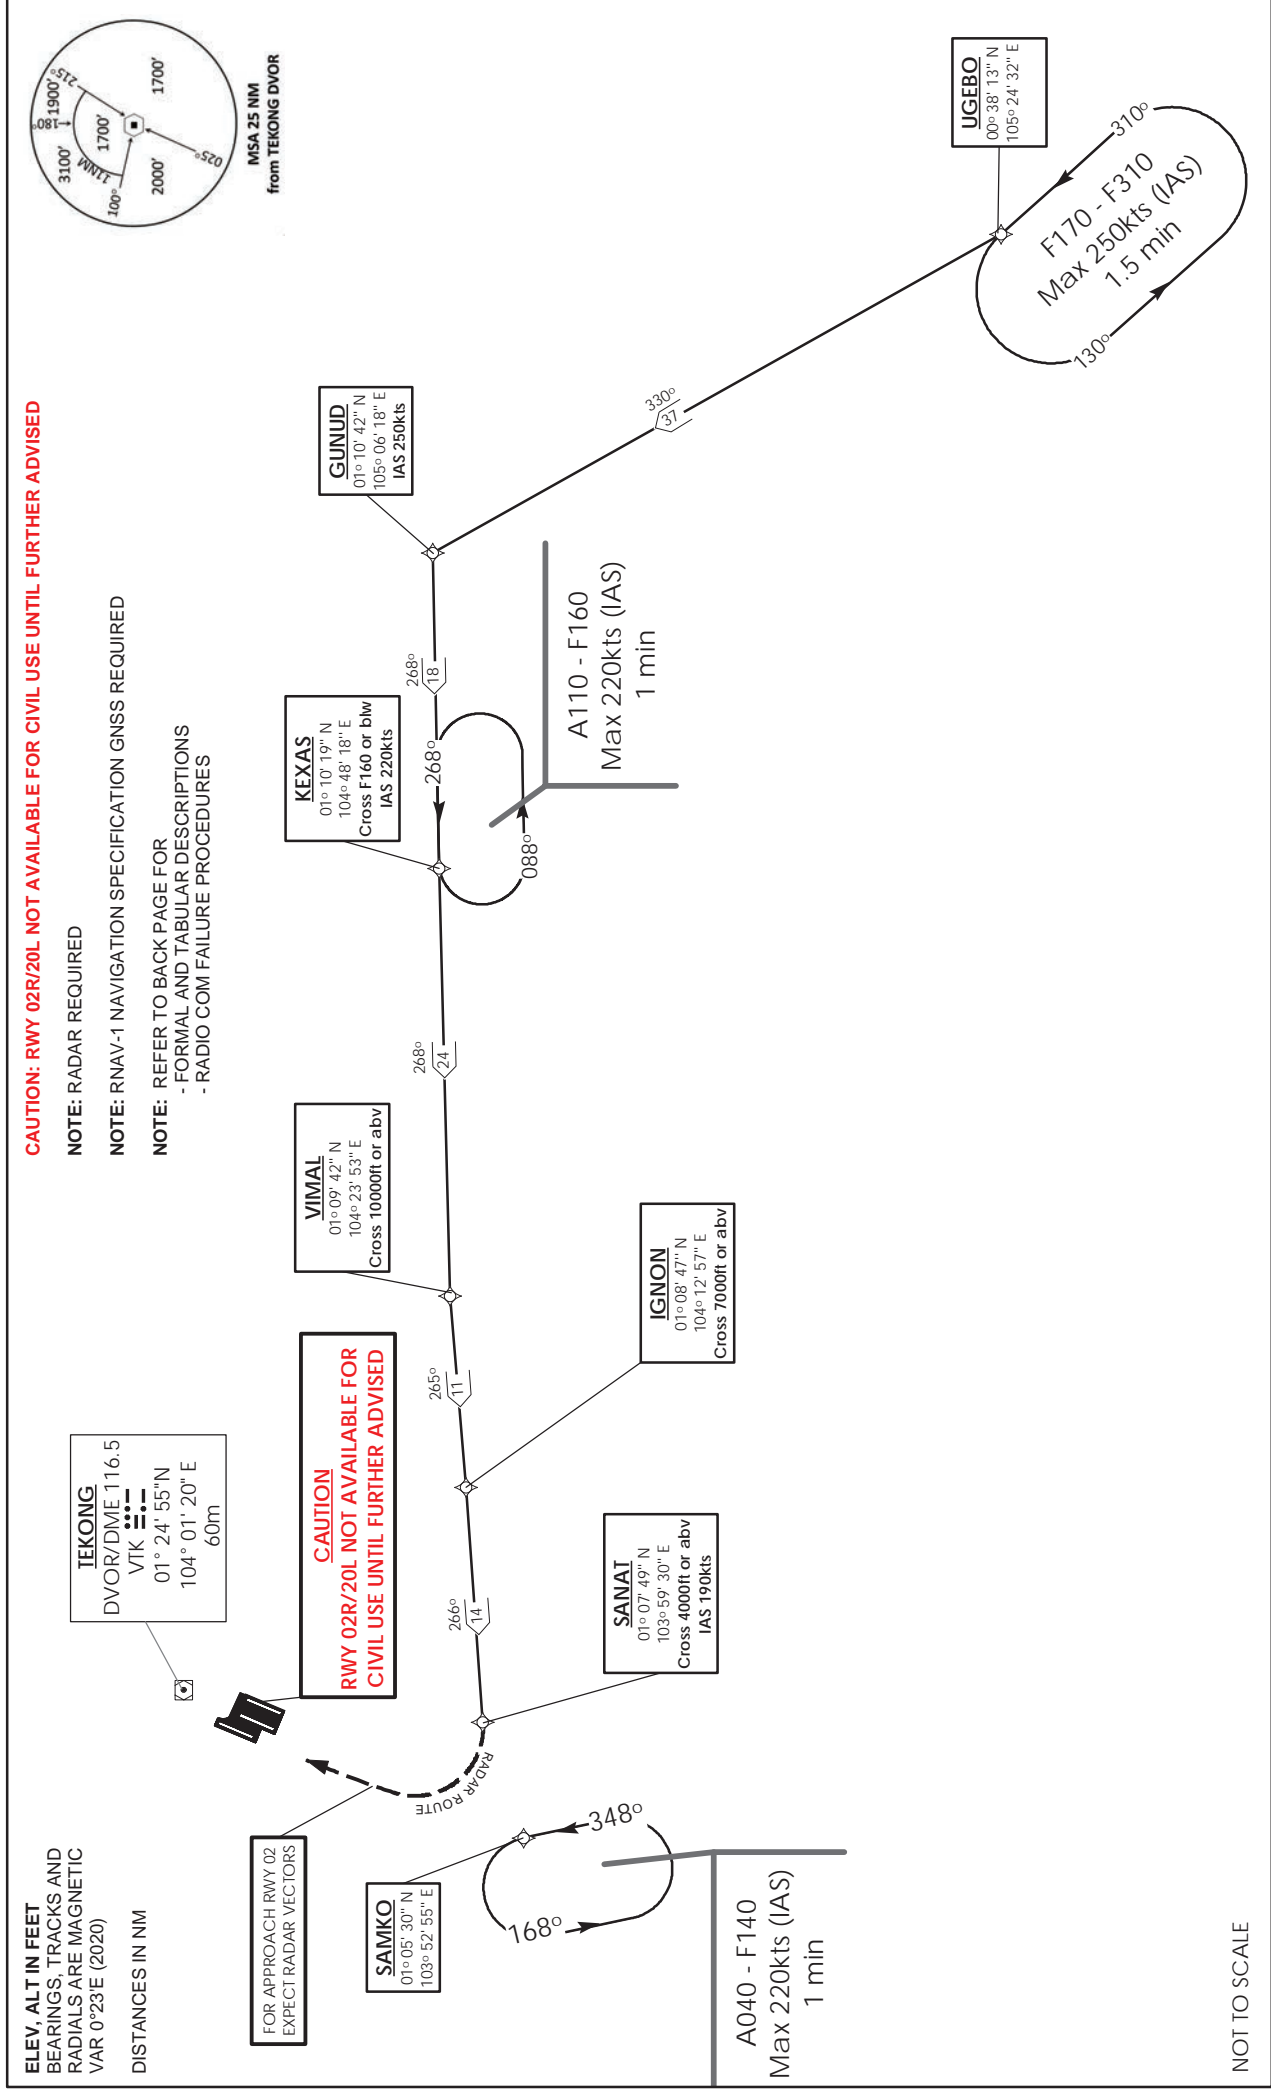 ELEV, ALT IN FEET
BEARINGS, TRACKS AND
RADIALS ARE MAGNETIC
VAR 0°23'E (2020)
DISTANCES IN NM
CAUTION: RWY 02R/20L NOT AVAILABLE FOR CIVIL USE UNTIL FURTHER ADVISED
NOTE: RADAR REQUIRED
NOTE: RNAV-1 NAVIGATION SPECIFICATION GNSS REQUIRED
NOTE: REFER TO BACK PAGE FOR
- FORMAL AND TABULAR DESCRIPTIONS
- RADIO COM FAILURE PROCEDURES
180°
215°
1900'
3100'
1700'
1700'
11NM
100°
2000'
025°
MSA 25 NM
from TEKONG DVOR
TEKONG
DVOR/DME 116.5
VTK
01° 24' 55"N
104° 01' 20" E
60m
CAUTION
RWY 02R/20L NOT AVAILABLE FOR
CIVIL USE UNTIL FURTHER ADVISED
FOR APPROACH RWY 02
EXPECT RADAR VECTORS
RADAR ROUTE
SAMKO
01° 05' 30" N
103° 52' 55" E
348°
168°
A040 - F140
Max 220kts (IAS)
1 min
SANAT
01° 07' 49" N
103° 59' 30" E
Cross 4000ft or abv
IAS 190kts
266°
14
IGNON
01° 08' 47" N
104° 12' 57" E
Cross 7000ft or abv
265°
11
VIMAL
01° 09' 42" N
104° 23' 53" E
Cross 10000ft or abv
268°
24
KEXAS
01° 10' 19" N
104° 48' 18" E
Cross F160 or blw
IAS 220kts
268°
088°
A110 - F160
Max 220kts (IAS)
1 min
268°
18
GUNUD
01° 10' 42" N
105° 06' 18" E
IAS 250kts
330°
37
UGEBO
00° 38' 13" N
105° 24' 32" E
310°
130°
F170 - F310
Max 250kts (IAS)
1.5 min
NOT TO SCALE